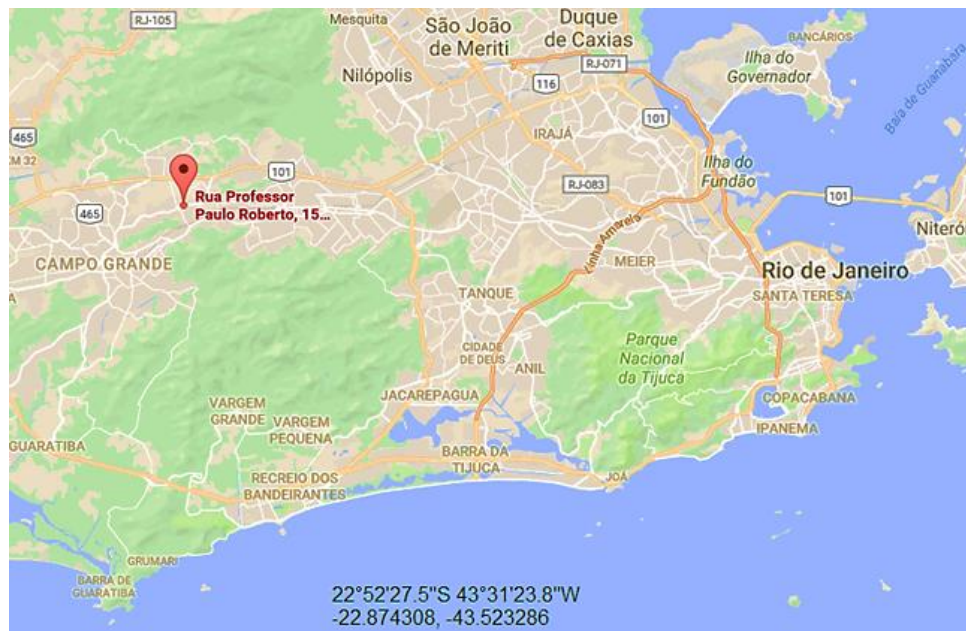 RJ-105
Mesquita
São João
de Meriti
Duque
de Caxias
BANCÁRIOS
Nilópolis
RJ-071
Ilha do
Governador
116
Baía de Guanabara
465
101
IRAJÁ
KM 32
101
Ilha do
Fundão
RJ-083
Rua Professor
Paulo Roberto, 15...
101
465
Niterói
Linha Amarela
CAMPO GRANDE
MEIER
Rio de Janeiro
TANQUE
SANTA TERESA
CIDADE
DE DEUS
Parque
Nacional
da Tijuca
ANIL
JACAREPAGUA
COPACABANA
VARGEM
GRANDE
VARGEM
PEQUENA
IPANEMA
GUARATIBA
BARRA DA
TIJUCA
RECREIO DOS
BANDEIRANTES
JOÁ
GRUMARI
BARRA DE
GUARATIBA
22°52'27.5"S 43°31'23.8"W
-22.874308, -43.523286